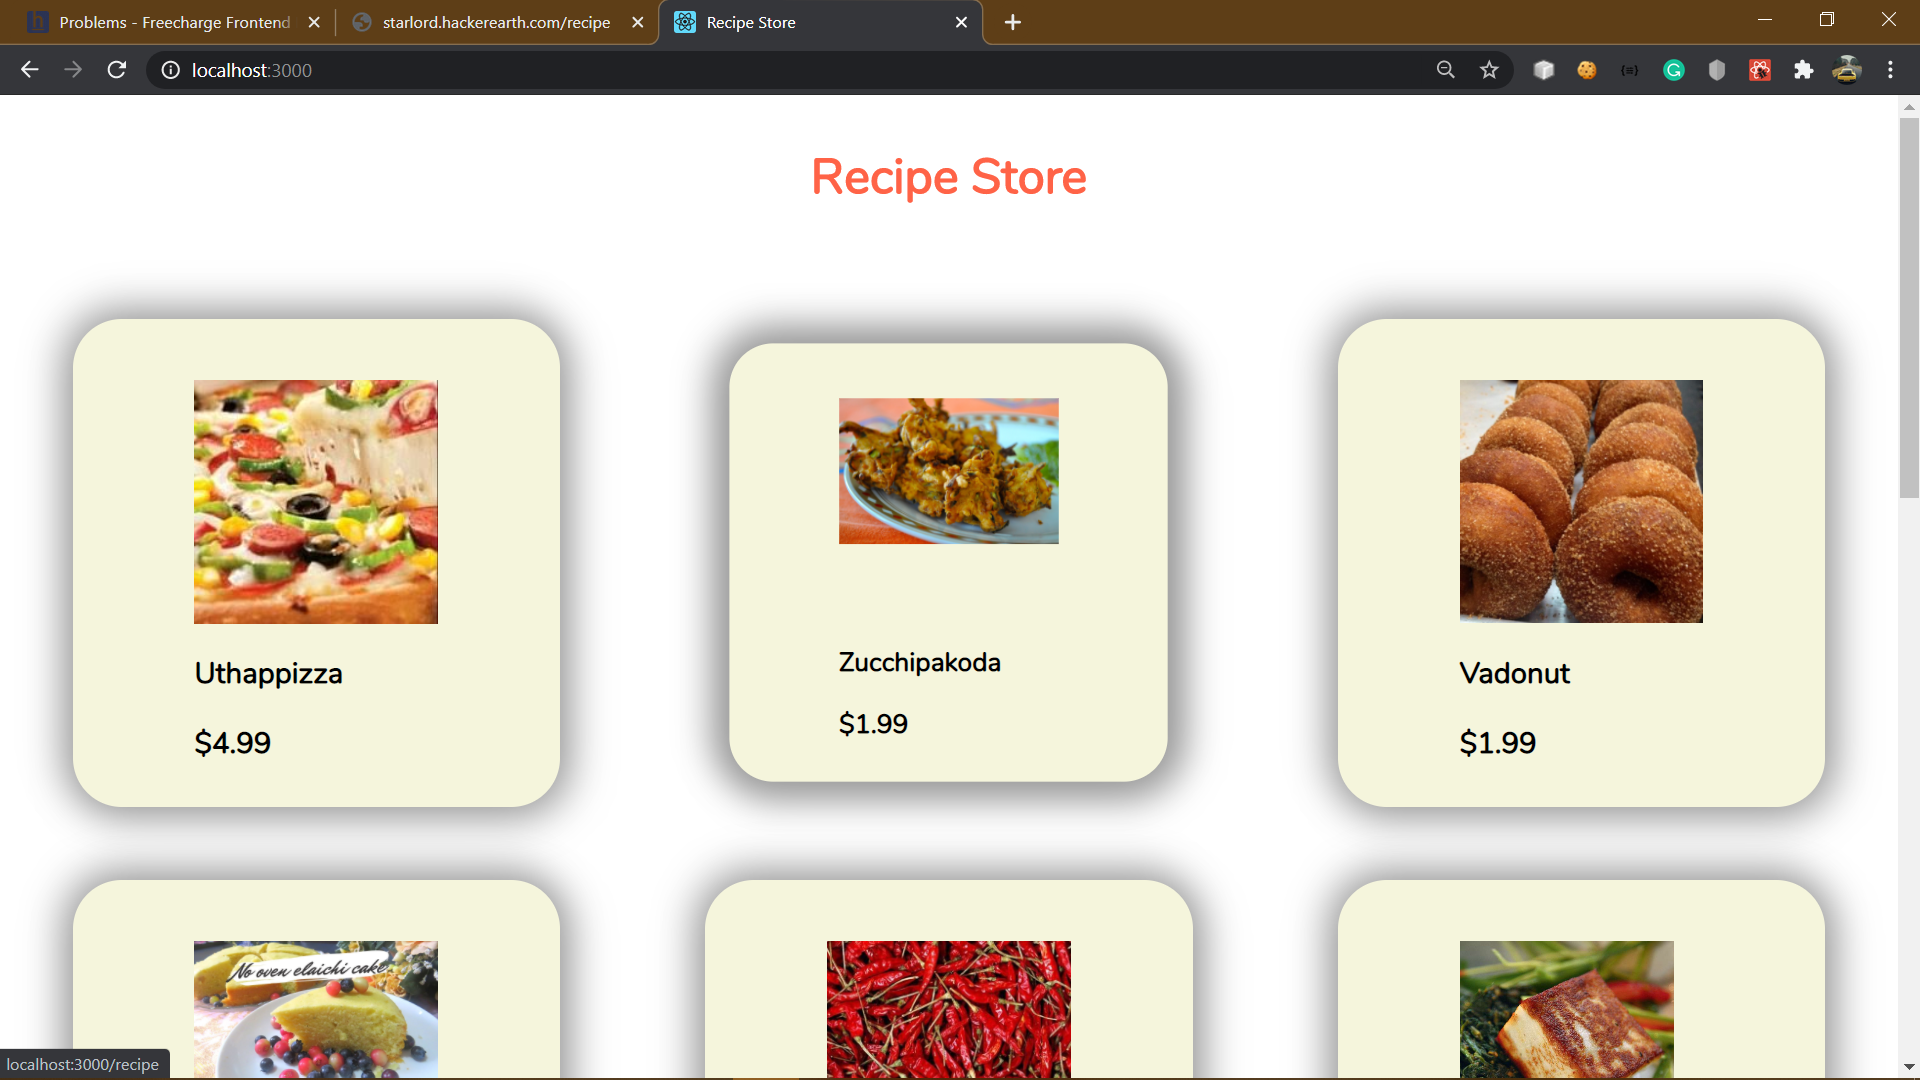 Problems - Freecharge Frontend
starlord.hackerearth.com/recipe
Recipe Store
localhost:3000
Recipe Store
Uthappizza
$4.99
Zucchipakoda
$1.99
Vadonut
$1.99
No oven elaichi cake
localhost:3000/recipe